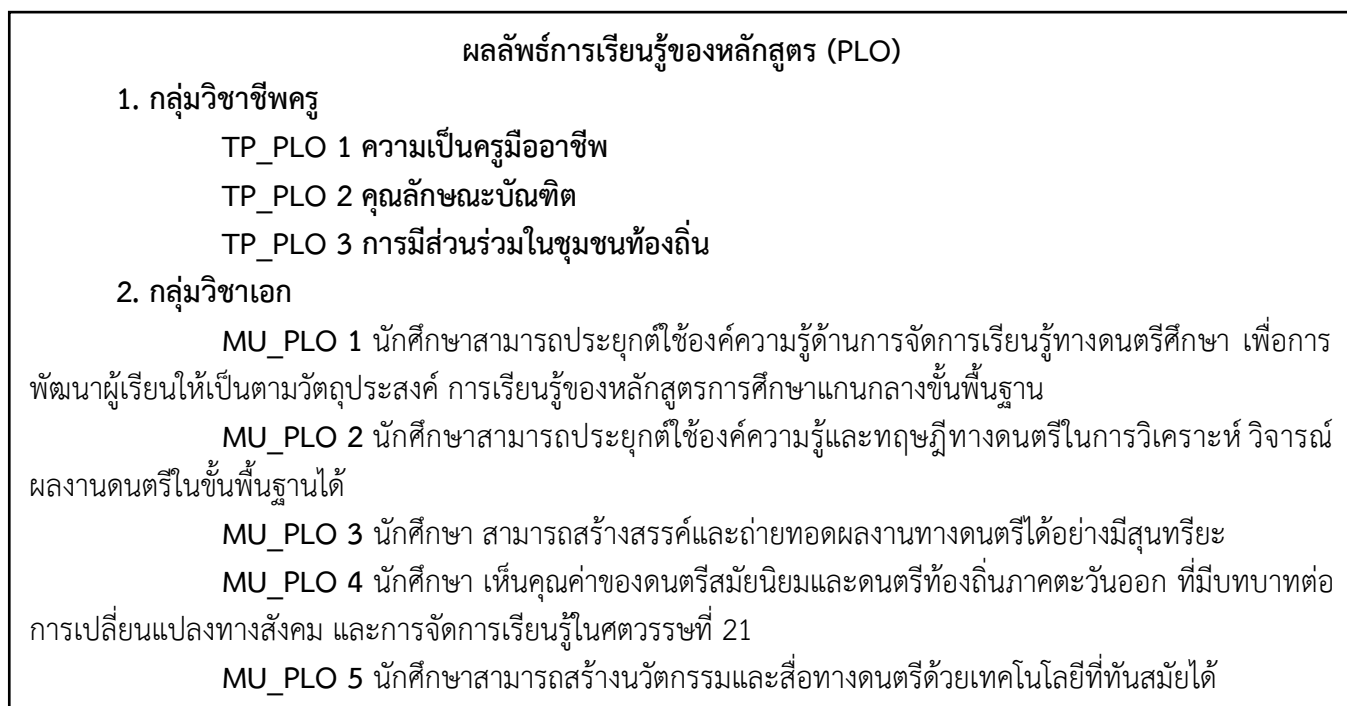 ผลลัพธ์การเรียนรู้ของหลักสูตร (PLO)
1. กลุ่มวิชาชีพครู
TP_PLO 1 ความเป็นครูมืออาชีพ
TP_PLO 2 คุณลักษณะบัณฑิต
TP_PLO 3 การมีส่วนร่วมในชุมชนท้องถิ่น
2. กลุ่มวิชาเอก
MU_PLO 1 นักศึกษาสามารถประยุกต์ใช้องค์ความรู้ด้านการจัดการเรียนรู้ทางดนตรีศึกษา เพื่อการ
พัฒนาผู้เรียนให้เป็นตามวัตถุประสงค์ การเรียนรู้ของหลักสูตรการศึกษาแกนกลางขั้นพื้นฐาน
MU_PLO 2 นักศึกษาสามารถประยุกต์ใช้องค์ความรู้และทฤษฎีทางดนตรีในการวิเคราะห์ วิจารณ์
ผลงานดนตรีในขั้นพื้นฐานได้
MU_PLO 3 นักศึกษา สามารถสร้างสรรค์และถ่ายทอดผลงานทางดนตรีได้อย่างมีสุนทรียะ
MU_PLO 4 นักศึกษา เห็นคุณค่าของดนตรีสมัยนิยมและดนตรีท้องถิ่นภาคตะวันออก ที่มีบทบาทต่อ
การเปลี่ยนแปลงทางสังคม และการจัดการเรียนรู้ในศตวรรษที่ 21
MU_PLO 5 นักศึกษาสามารถสร้างนวัตกรรมและสื่อทางดนตรีด้วยเทคโนโลยีที่ทันสมัยได้